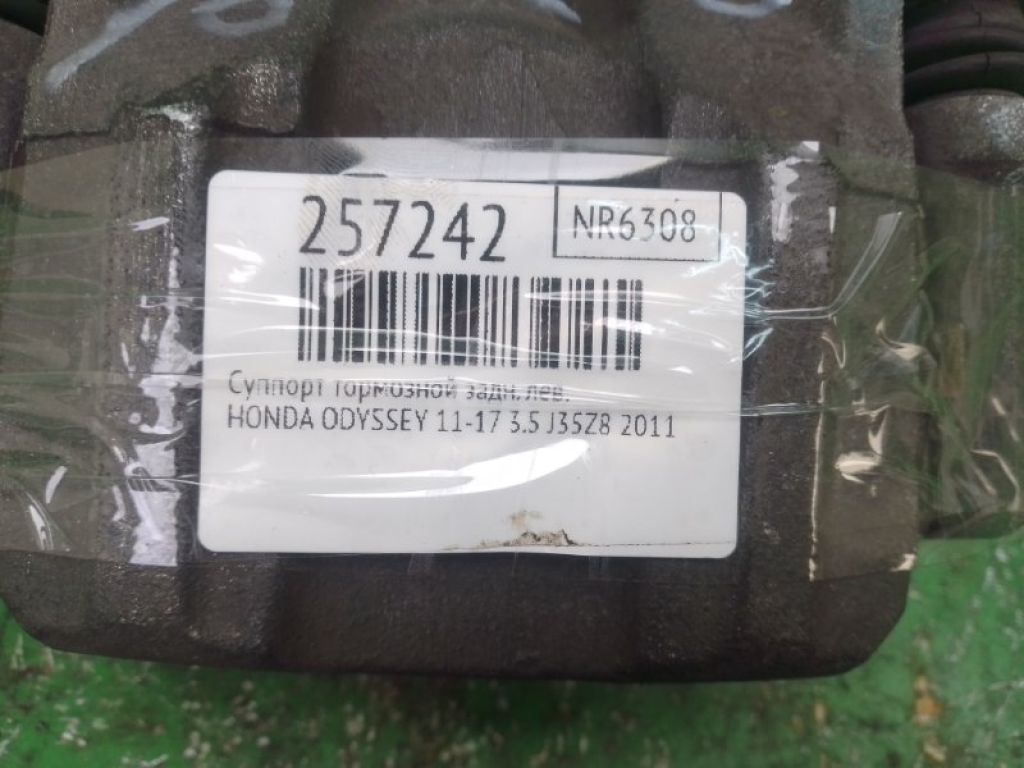 257242
NR6308
Суппорт тормозной задн.лев.
HONDA ODYSSEY 11-17 3.5 J35Z8 2011